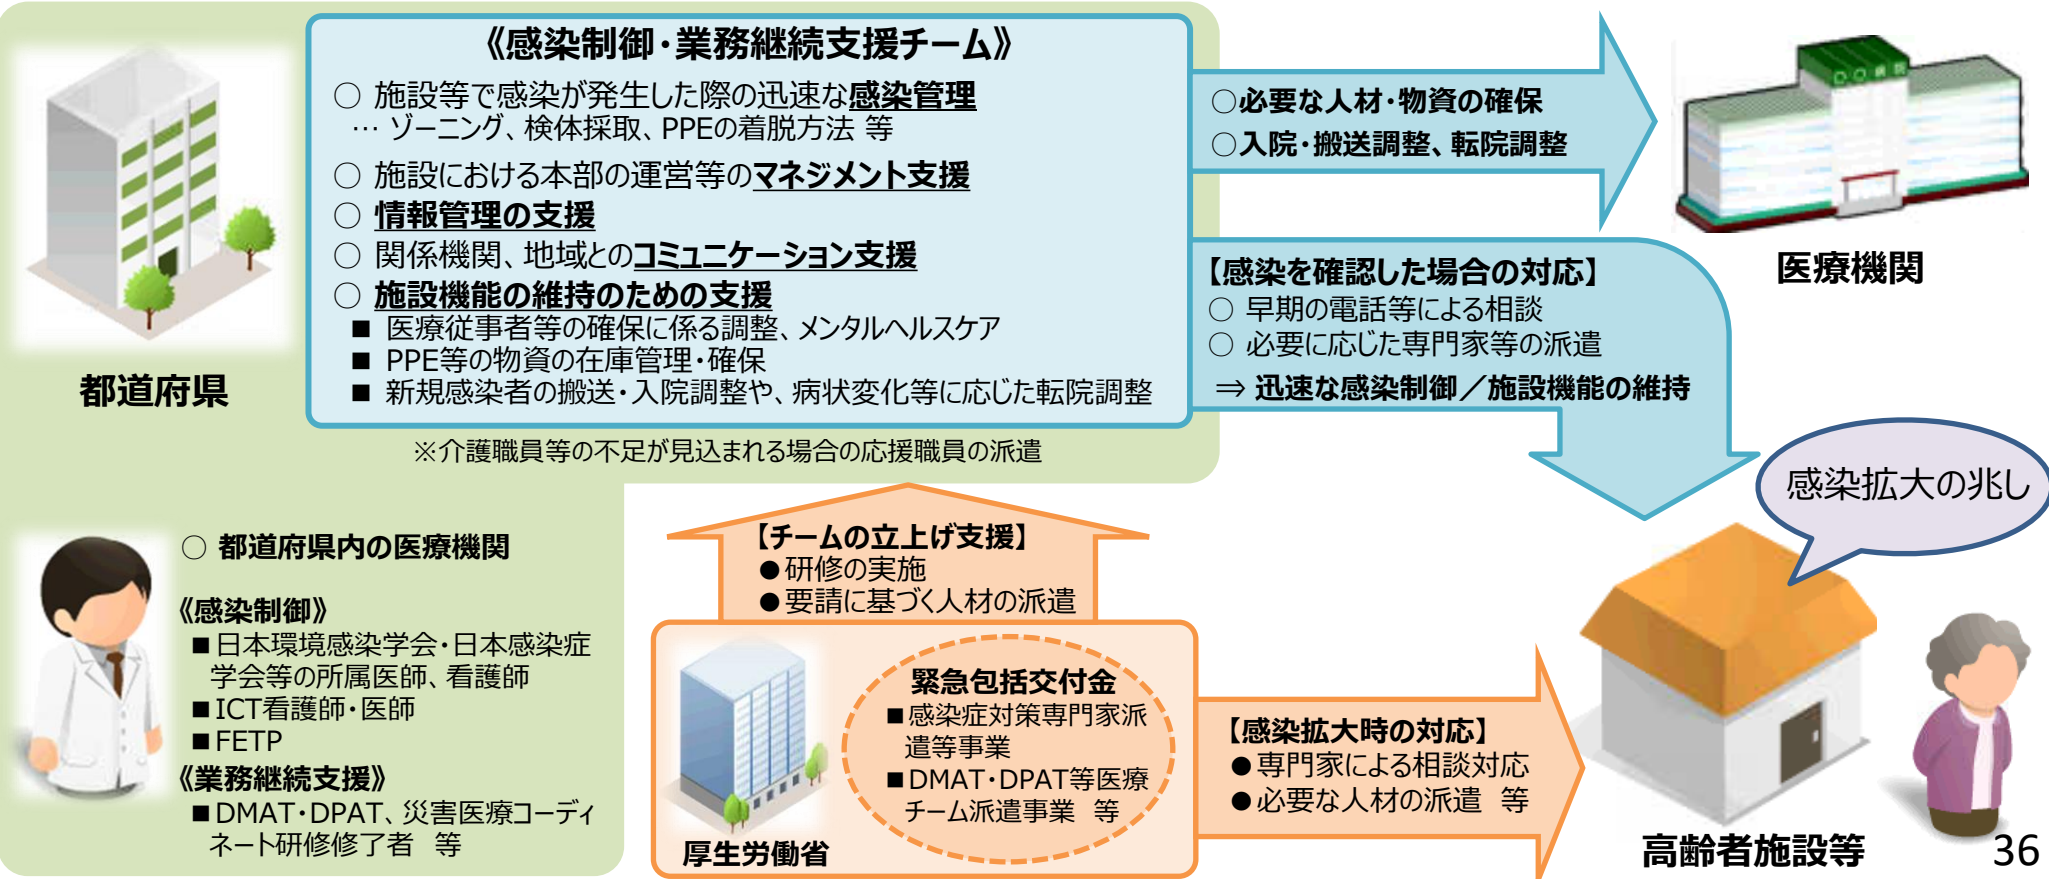 《感染制御・業務継続支援チーム》
○ 施設等で感染が発生した際の迅速な感染管理
… ゾーニング、検体採取、PPEの着脱方法 等
○ 施設における本部の運営等のマネジメント支援
○ 情報管理の支援
○ 関係機関、地域とのコミュニケーション支援
○ 施設機能の維持のための支援
■ 医療従事者等の確保に係る調整、メンタルヘルスケア
■ PPE等の物資の在庫管理・確保
■ 新規感染者の搬送・入院調整や、病状変化等に応じた転院調整
都道府県
※介護職員等の不足が見込まれる場合の応援職員の派遣
○必要な人材・物資の確保
○入院・搬送調整、転院調整
○○病院
医療機関
【感染を確認した場合の対応】
○ 早期の電話等による相談
○ 必要に応じた専門家等の派遣
⇒ 迅速な感染制御／施設機能の維持
感染拡大の兆し
○ 都道府県内の医療機関
《感染制御》
■日本環境感染学会・日本感染症
学会等の所属医師、看護師
■ICT看護師・医師
■FETP
《業務継続支援》
■DMAT・DPAT、災害医療コーディ
ネート研修修了者 等
【チームの立上げ支援】
●研修の実施
●要請に基づく人材の派遣
緊急包括交付金
■感染症対策専門家派
遣等事業
■DMAT・DPAT等医療
チーム派遣事業 等
厚生労働省
【感染拡大時の対応】
●専門家による相談対応
●必要な人材の派遣 等
高齢者施設等
36